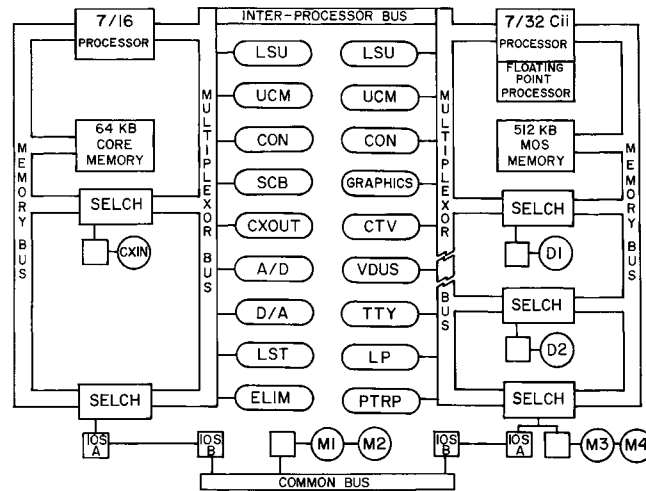 INTER-PROCESSOR BUS
7/16
PROCESSOR
64 KB
CORE
MEMORY
MEMORY BUS
SELCH
CXIN
SELCH
IOS
A
IOS
B
MULTIPLEXOR BUS
LSU
UCM
CON
SCB
CXOUT
A/D
D/A
LST
ELIM
LSU
UCM
CON
GRAPHICS
CTV
VDUS
TTY
LP
PTRP
MULTIPLEXOR BUS
7/32 Cii
PROCESSOR
FLOATING
POINT
PROCESSOR
512 KB
MOS
MEMORY
MEMORY BUS
SELCH
D1
SELCH
D2
SELCH
IOS
B
IOS
A
M3
M4
M1
M2
COMMON BUS